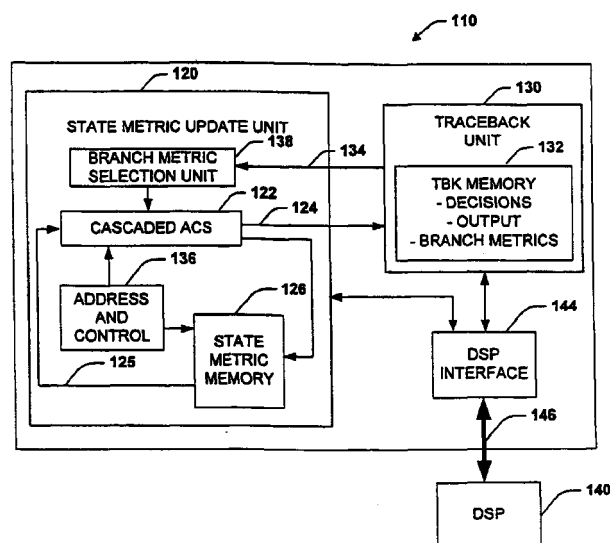 110
120
130
STATE METRIC UPDATE UNIT
138
134
TRACEBACK
UNIT
132
BRANCH METRIC
SELECTION UNIT
122
124
TBK MEMORY
- DECISIONS
- OUTPUT
- BRANCH METRICS
CASCADED ACS
136
126
ADDRESS
AND
CONTROL
125
STATE
METRIC
MEMORY
144
DSP
INTERFACE
146
DSP
140